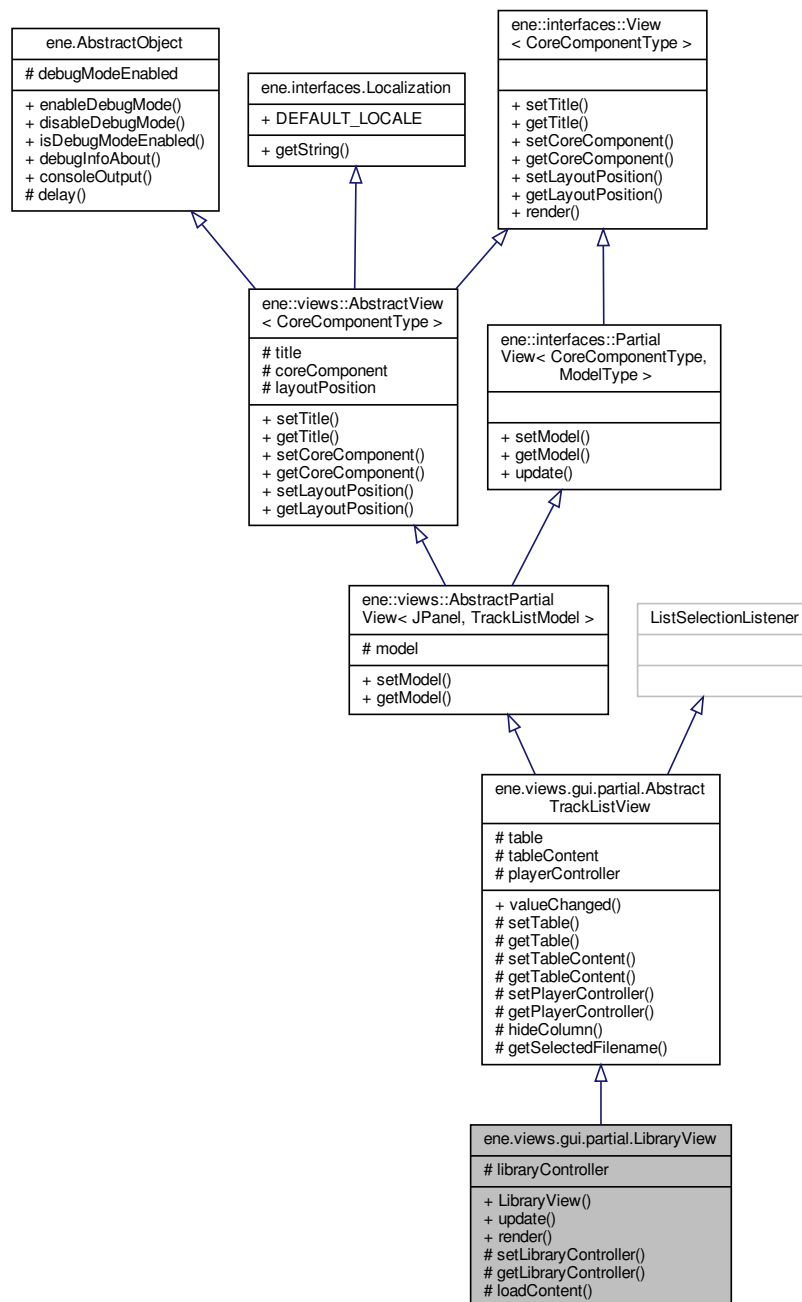 ene.AbstractObject
# debugModeEnabled
+ enableDebugMode()
+ disableDebugMode()
+ isDebugModeEnabled()
+ debugInfoAbout()
+ consoleOutput()
# delay()
ene.interfaces.Localization
+ DEFAULT_LOCALE
+ getString()
ene::interfaces::View
< CoreComponentType >
+ setTitle()
+ getTitle()
+ setCoreComponent()
+ getCoreComponent()
+ setLayoutPosition()
+ getLayoutPosition()
+ render()
ene::views::AbstractView
< CoreComponentType >
# title
# coreComponent
# layoutPosition
+ setTitle()
+ getTitle()
+ setCoreComponent()
+ getCoreComponent()
+ setLayoutPosition()
+ getLayoutPosition()
ene::interfaces::Partial
View< CoreComponentType,
ModelType >
+ setModel()
+ getModel()
+ update()
ene::views::AbstractPartial
View< JPanel, TrackListModel >
# model
+ setModel()
+ getModel()
ListSelectionListener
ene.views.gui.partial.Abstract
TrackListView
# table
# tableContent
# playerController
+ valueChanged()
# setTable()
# getTable()
# setTableContent()
# getTableContent()
# setPlayerController()
# getPlayerController()
# hideColumn()
# getSelectedFilename()
ene.views.gui.partial.LibraryView
# libraryController
+ LibraryView()
+ update()
+ render()
# setLibraryController()
# getLibraryController()
# loadContent()